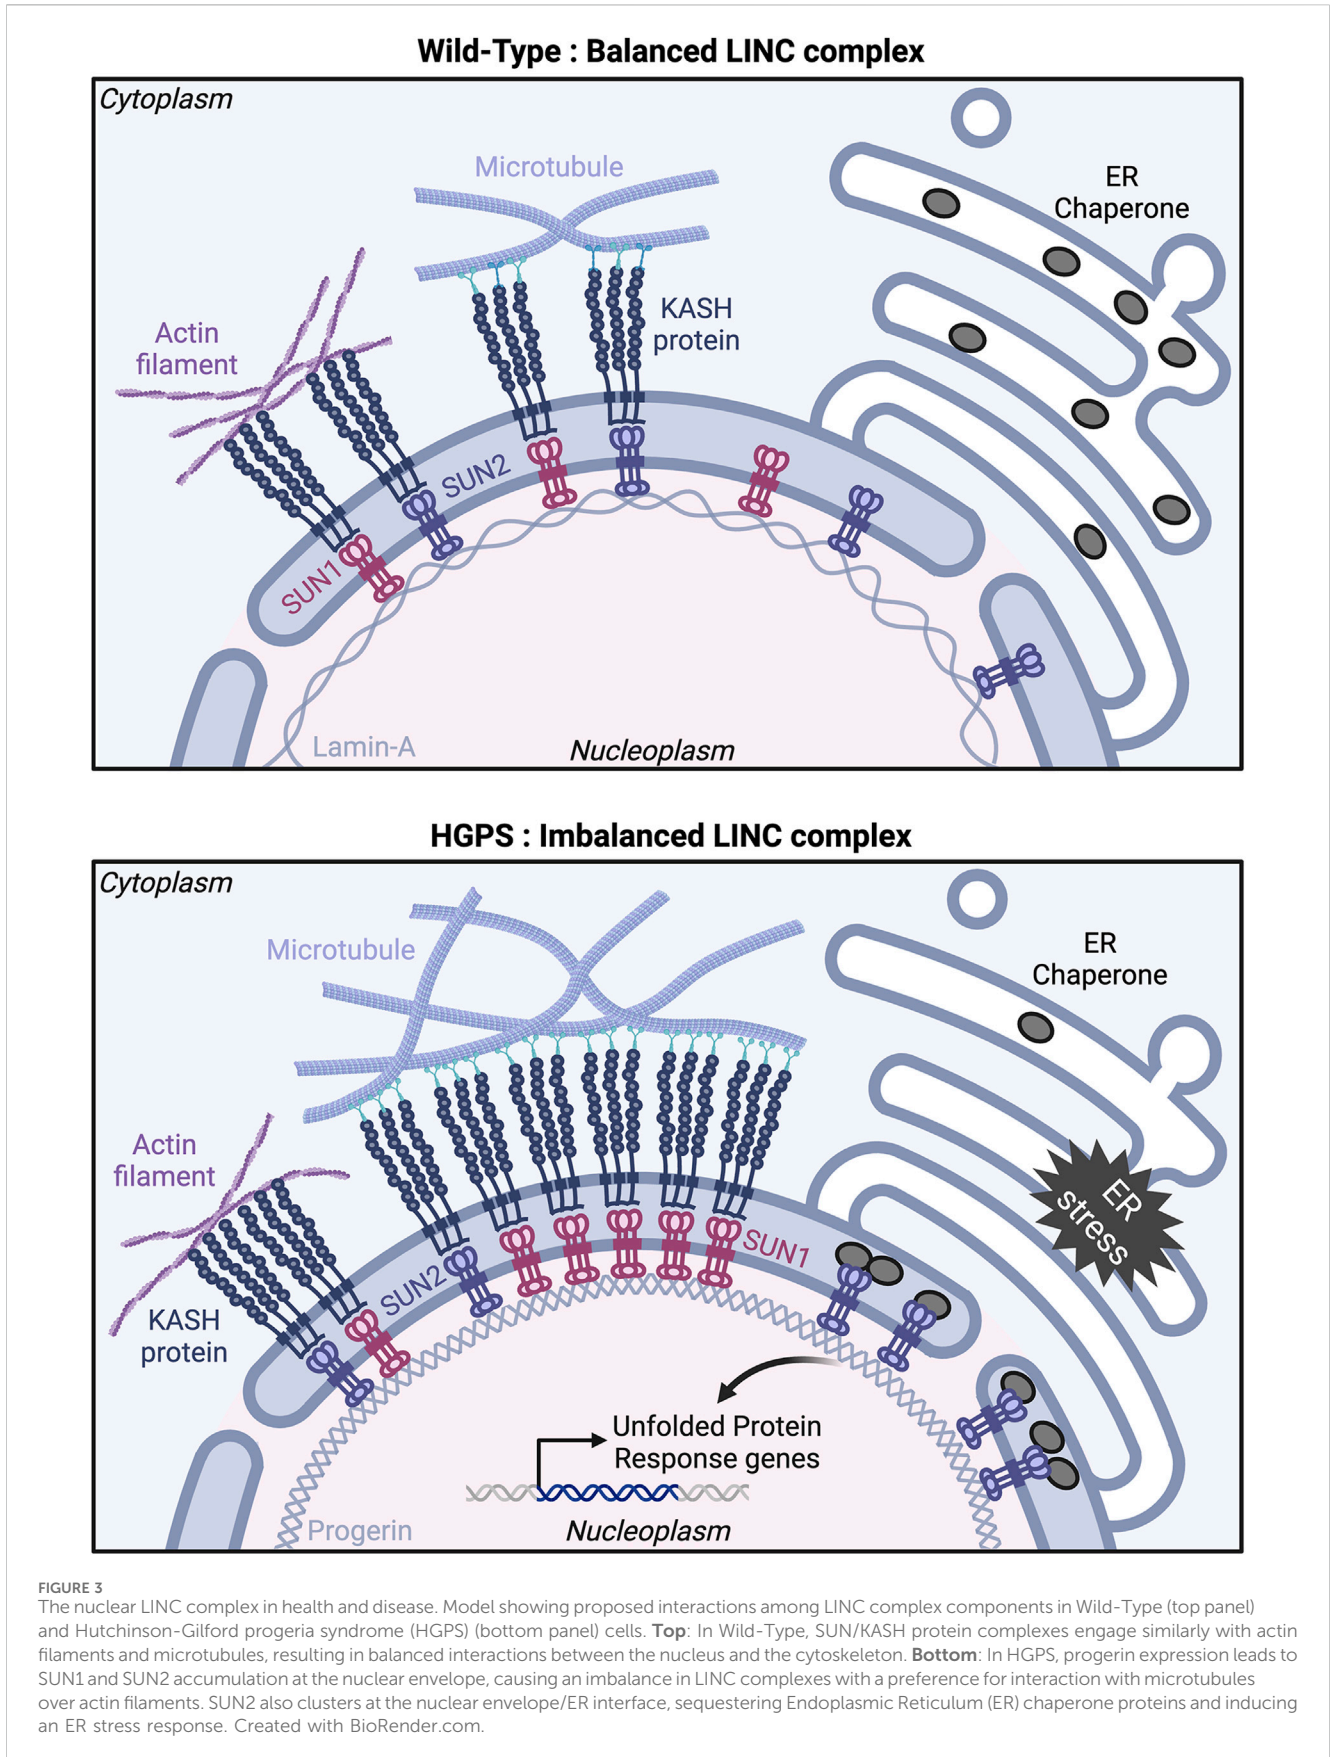 Wild-Type : Balanced LINC complex
Cytoplasm
Microtubule
ER
Chaperone
Actin
filament
KASH
protein
SUN2
SUN1
Lamin-A
Nucleoplasm
HGPS : Imbalanced LINC complex
Cytoplasm
Microtubule
ER
Chaperone
Actin
filament
ER
stress
SUN1
SUN2
KASH
protein
Unfolded Protein
Response genes
Progerin
Nucleoplasm
FIGURE 3
The nuclear LINC complex in health and disease. Model showing proposed interactions among LINC complex components in Wild-Type (top panel)
and Hutchinson-Gilford progeria syndrome (HGPS) (bottom panel) cells. Top: In Wild-Type, SUN/KASH protein complexes engage similarly with actin
filaments and microtubules, resulting in balanced interactions between the nucleus and the cytoskeleton. Bottom: In HGPS, progerin expression leads to
SUN1 and SUN2 accumulation at the nuclear envelope, causing an imbalance in LINC complexes with a preference for interaction with microtubules
over actin filaments. SUN2 also clusters at the nuclear envelope/ER interface, sequestering Endoplasmic Reticulum (ER) chaperone proteins and inducing
an ER stress response. Created with BioRender.com.